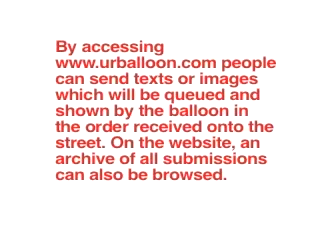 By accessing
www.urballoon.com people
can send texts or images
which will be queued and
shown by the balloon in
the order received onto the
street. On the website, an
archive of all submissions
can also be browsed.